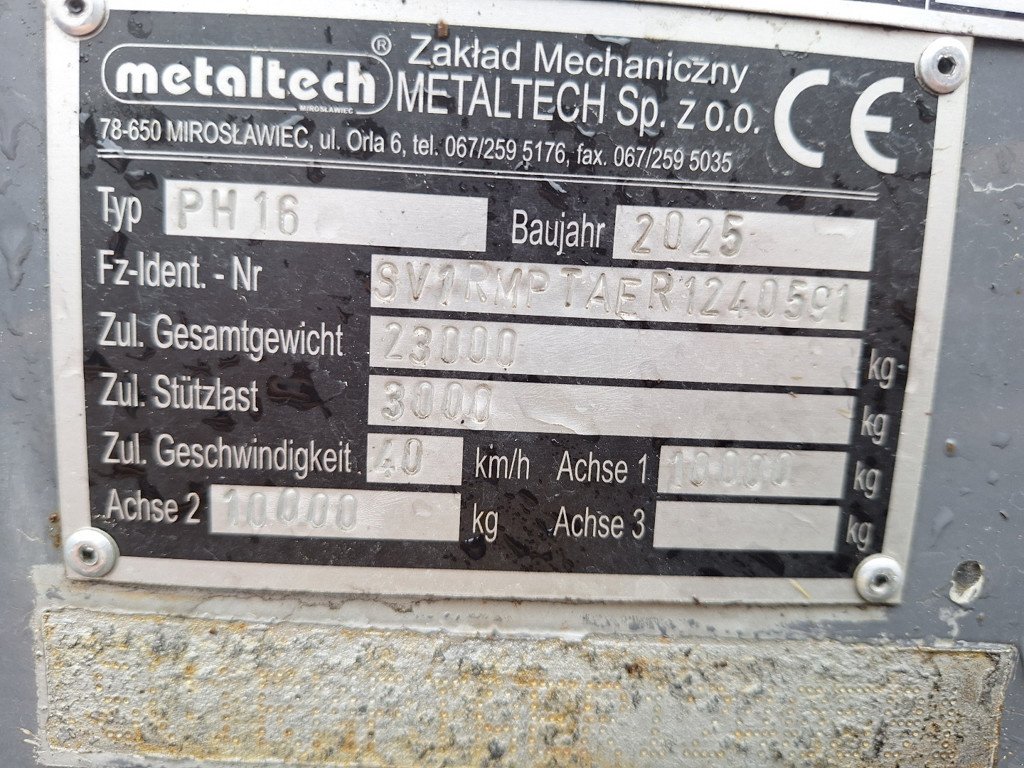 metaltech ®
MIROSŁAWIEC
Zakład Mechaniczny
METALTECH Sp. z o.o.
CE
78-650 MIROSŁAWIEC, ul. Orla 6, tel. 067/259 5176, fax. 067/259 5035
Typ PH16 Baujahr 2025
Fz-Ident. - Nr SV1RMPTAER1240591
Zul. Gesamtgewicht 23000 kg
Zul. Stützlast 3000 kg
Zul. Geschwindigkeit 40 km/h Achse 1 10000 kg
Achse 2 10000 kg Achse 3 kg